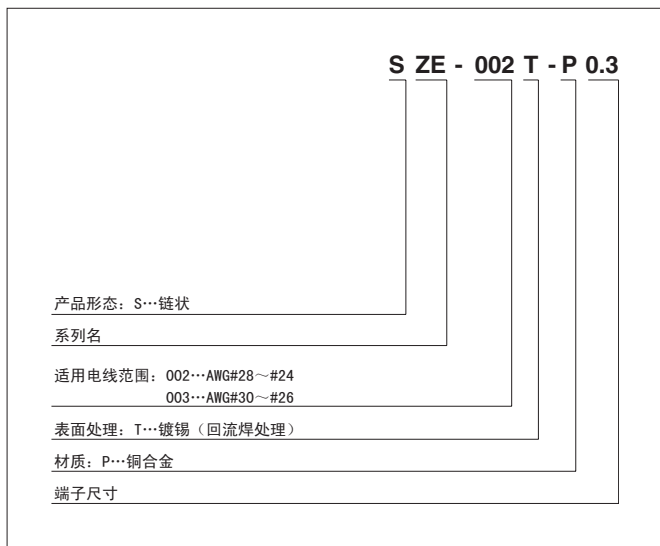 S ZE - 002 T - P 0.3
产品形态：S…链状
系列名
适用电线范围：002…AWG#28～#24
003…AWG#30～#26
表面处理：T…镀锡（回流焊处理）
材质：P…铜合金
端子尺寸